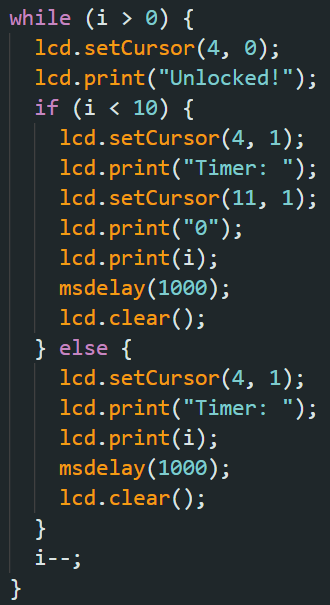 while (i > 0) {
  lcd.setCursor(4, 0);
  lcd.print("Unlocked!");
  if (i < 10) {
    lcd.setCursor(4, 1);
    lcd.print("Timer: ");
    lcd.setCursor(11, 1);
    lcd.print("0");
    lcd.print(i);
    msdelay(1000);
    lcd.clear();
  } else {
    lcd.setCursor(4, 1);
    lcd.print("Timer: ");
    lcd.print(i);
    msdelay(1000);
    lcd.clear();
  }
  i--;
}